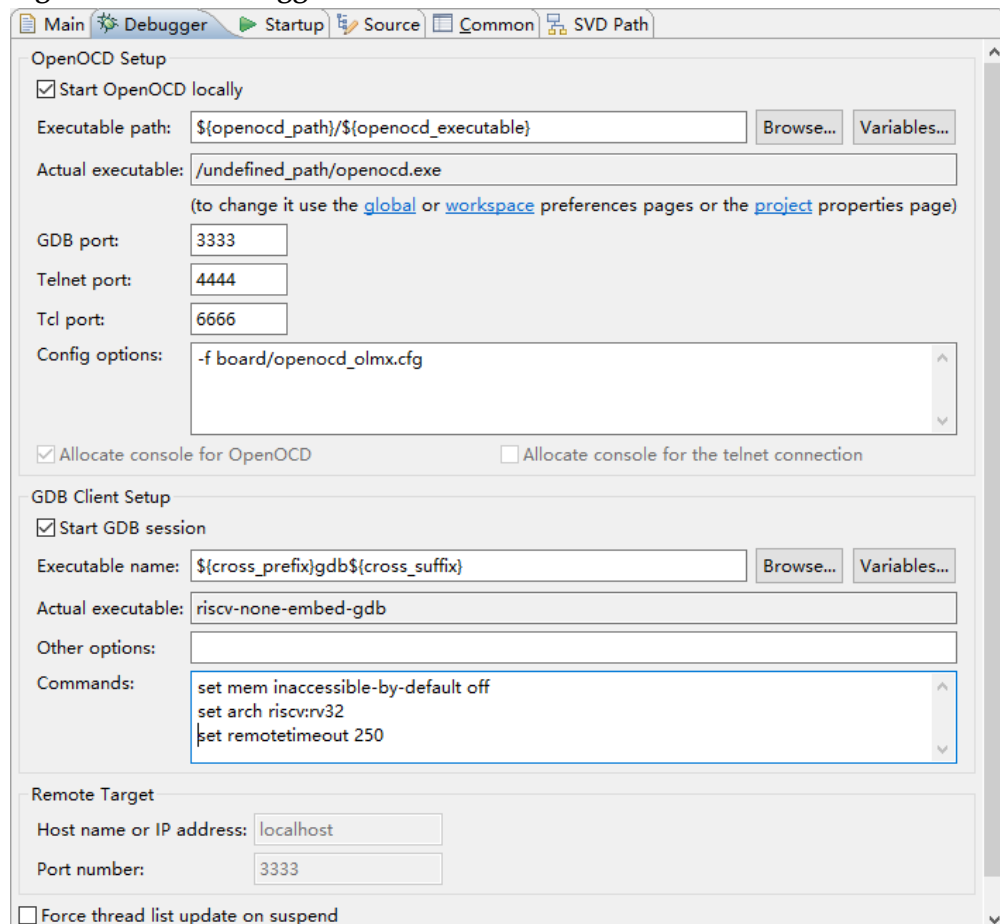 Main Debugger Startup Source Common SVD Path
OpenOCD Setup
Start OpenOCD locally
Executable path: ${openocd_path}/${openocd_executable} Browse... Variables...
Actual executable: /undefined_path/openocd.exe
(to change it use the global or workspace preferences pages or the project properties page)
GDB port: 3333
Telnet port: 4444
Tcl port: 6666
Config options: -f board/openocd_olmx.cfg
Allocate console for OpenOCD Allocate console for the telnet connection
GDB Client Setup
Start GDB session
Executable name: ${cross_prefix}gdb${cross_suffix} Browse... Variables...
Actual executable: riscv-none-embed-gdb
Other options:
Commands: set mem inaccessible-by-default off
set arch riscv:rv32
set remotetimeout 250
Remote Target
Host name or IP address: localhost
Port number: 3333
Force thread list update on suspend